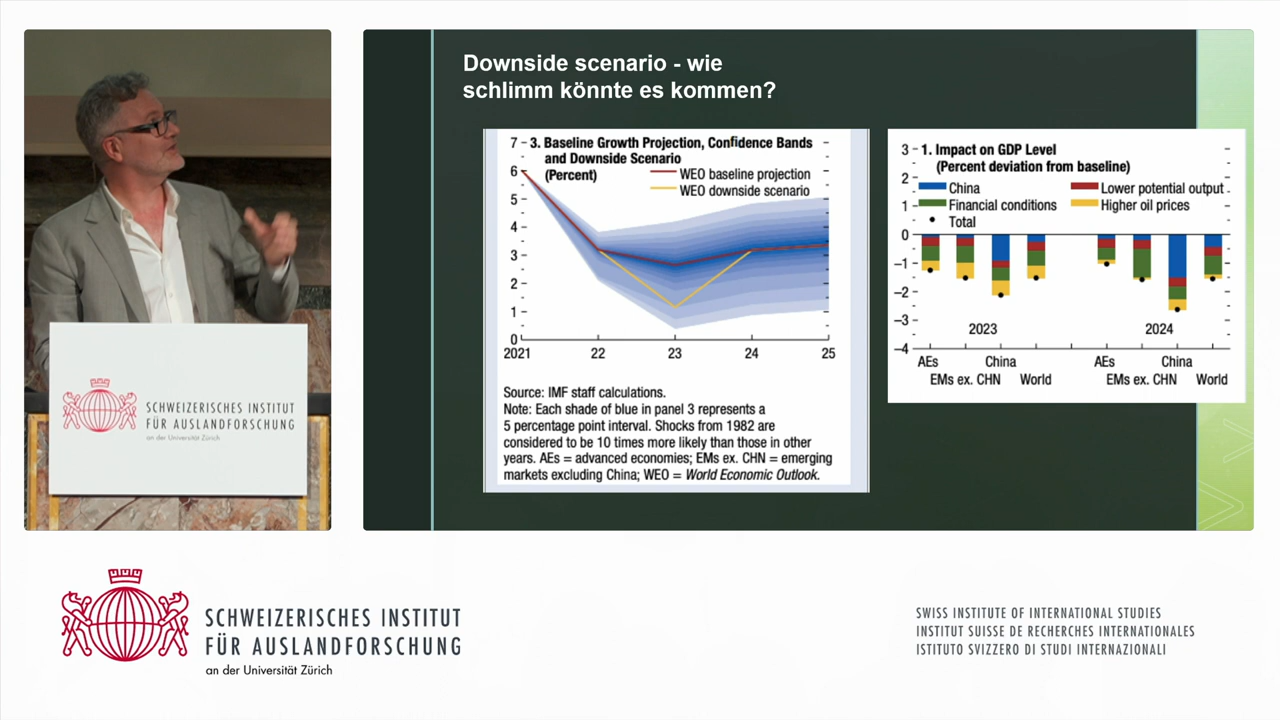 Downside scenario - wie
schlimm könnte es kommen?
7
3. Baseline Growth Projection, Confidence Bands
and Downside Scenario
(Percent)
WEO baseline projection
WEO downside scenario
6
5
4
3
2
1
0
2021 22 23 24 25
Source: IMF staff calculations.
Note: Each shade of blue in panel 3 represents a
5 percentage point interval. Shocks from 1982 are
considered to be 10 times more likely than those in other
years. AEs = advanced economies; EMs ex. CHN = emerging
markets excluding China; WEO = World Economic Outlook.
3
1. Impact on GDP Level
(Percent deviation from baseline)
2
China
Lower potential output
Financial conditions
Higher oil prices
Total
1
0
–1
–2
–3
–4
2023 2024
AEs China AEs China
EMs ex. CHN World EMs ex. CHN World
SCHWEIZERISCHES INSTITUT
FÜR AUSLANDFORSCHUNG
an der Universität Zürich
SCHWEIZERISCHES INSTITUT
FÜR AUSLANDFORSCHUNG
an der Universität Zürich
SWISS INSTITUTE OF INTERNATIONAL STUDIES
INSTITUT SUISSE DE RECHERCHES INTERNATIONALES
ISTITUTO SVIZZERO DI STUDI INTERNAZIONALI